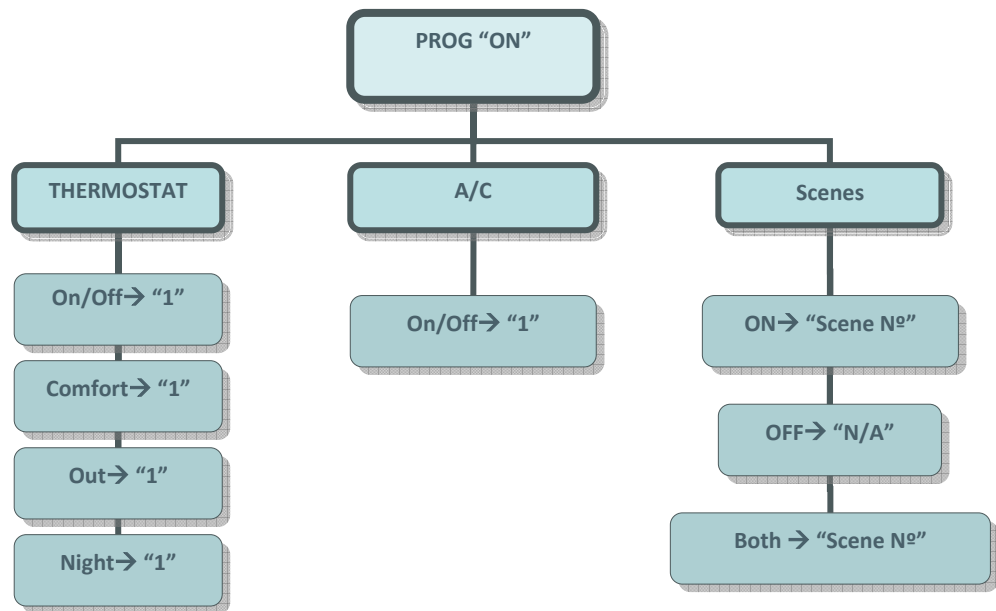 PROG “ON”
THERMOSTAT
On/Off→ “1”
Comfort→ “1”
Out→ “1”
Night→ “1”
A/C
On/Off→ “1”
Scenes
ON→ “Scene Nº”
OFF→ “N/A”
Both → “Scene Nº”